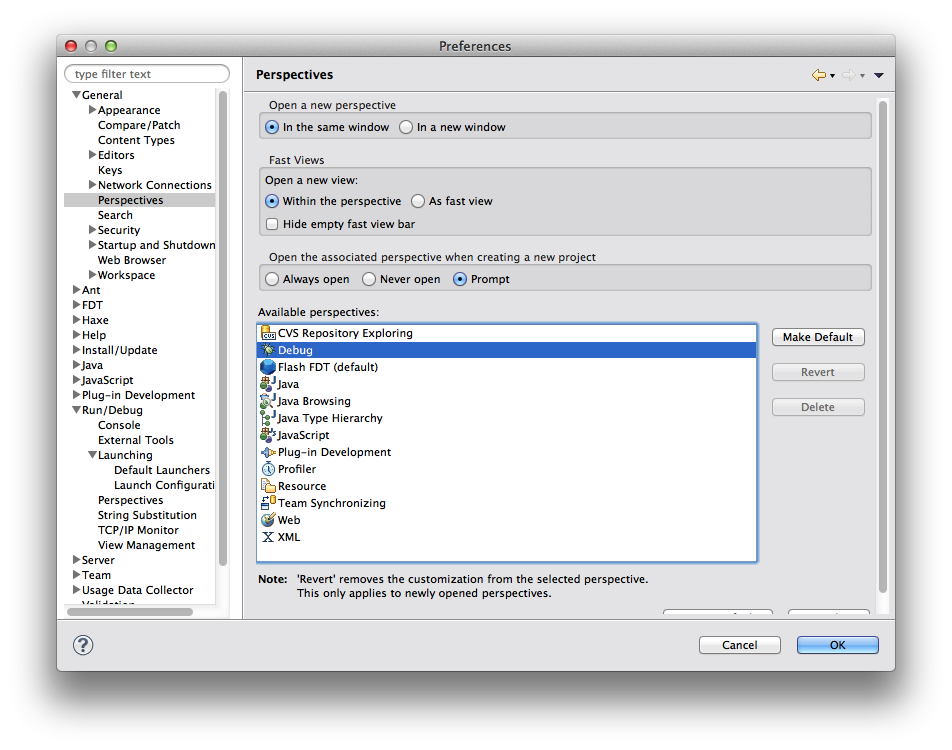 Preferences
type filter text
General
Appearance
Compare/Patch
Content Types
Editors
Keys
Network Connections
Perspectives
Search
Security
Startup and Shutdown
Web Browser
Workspace
Ant
FDT
Haxe
Help
Install/Update
Java
JavaScript
Plug-in Development
Run/Debug
Console
External Tools
Launching
Default Launchers
Launch Configurati
Perspectives
String Substitution
TCP/IP Monitor
View Management
Server
Team
Usage Data Collector
Validation
Perspectives
Open a new perspective
In the same window In a new window
Fast Views
Open a new view:
Within the perspective As fast view
Hide empty fast view bar
Open the associated perspective when creating a new project
Always open Never open Prompt
Available perspectives:
CVS Repository Exploring
Debug
Flash FDT (default)
Java
Java Browsing
Java Type Hierarchy
JavaScript
Plug-in Development
Profiler
Resource
Team Synchronizing
Web
XML
Make Default
Revert
Delete
Note: 'Revert' removes the customization from the selected perspective.
This only applies to newly opened perspectives.
?
Cancel OK